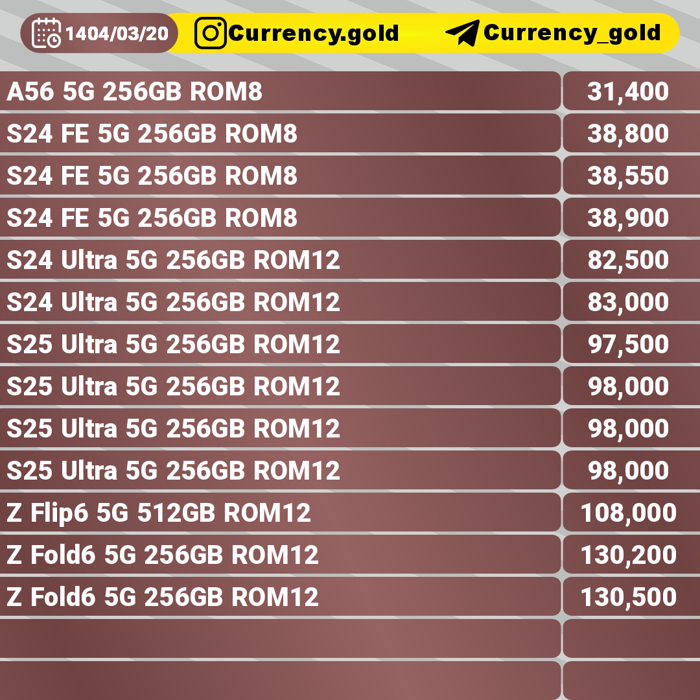 1404/03/20 Currency.gold Currency_gold
A56 5G 256GB ROM8 31,400
S24 FE 5G 256GB ROM8 38,800
S24 FE 5G 256GB ROM8 38,550
S24 FE 5G 256GB ROM8 38,900
S24 Ultra 5G 256GB ROM12 82,500
S24 Ultra 5G 256GB ROM12 83,000
S25 Ultra 5G 256GB ROM12 97,500
S25 Ultra 5G 256GB ROM12 98,000
S25 Ultra 5G 256GB ROM12 98,000
S25 Ultra 5G 256GB ROM12 98,000
Z Flip6 5G 512GB ROM12 108,000
Z Fold6 5G 256GB ROM12 130,200
Z Fold6 5G 256GB ROM12 130,500